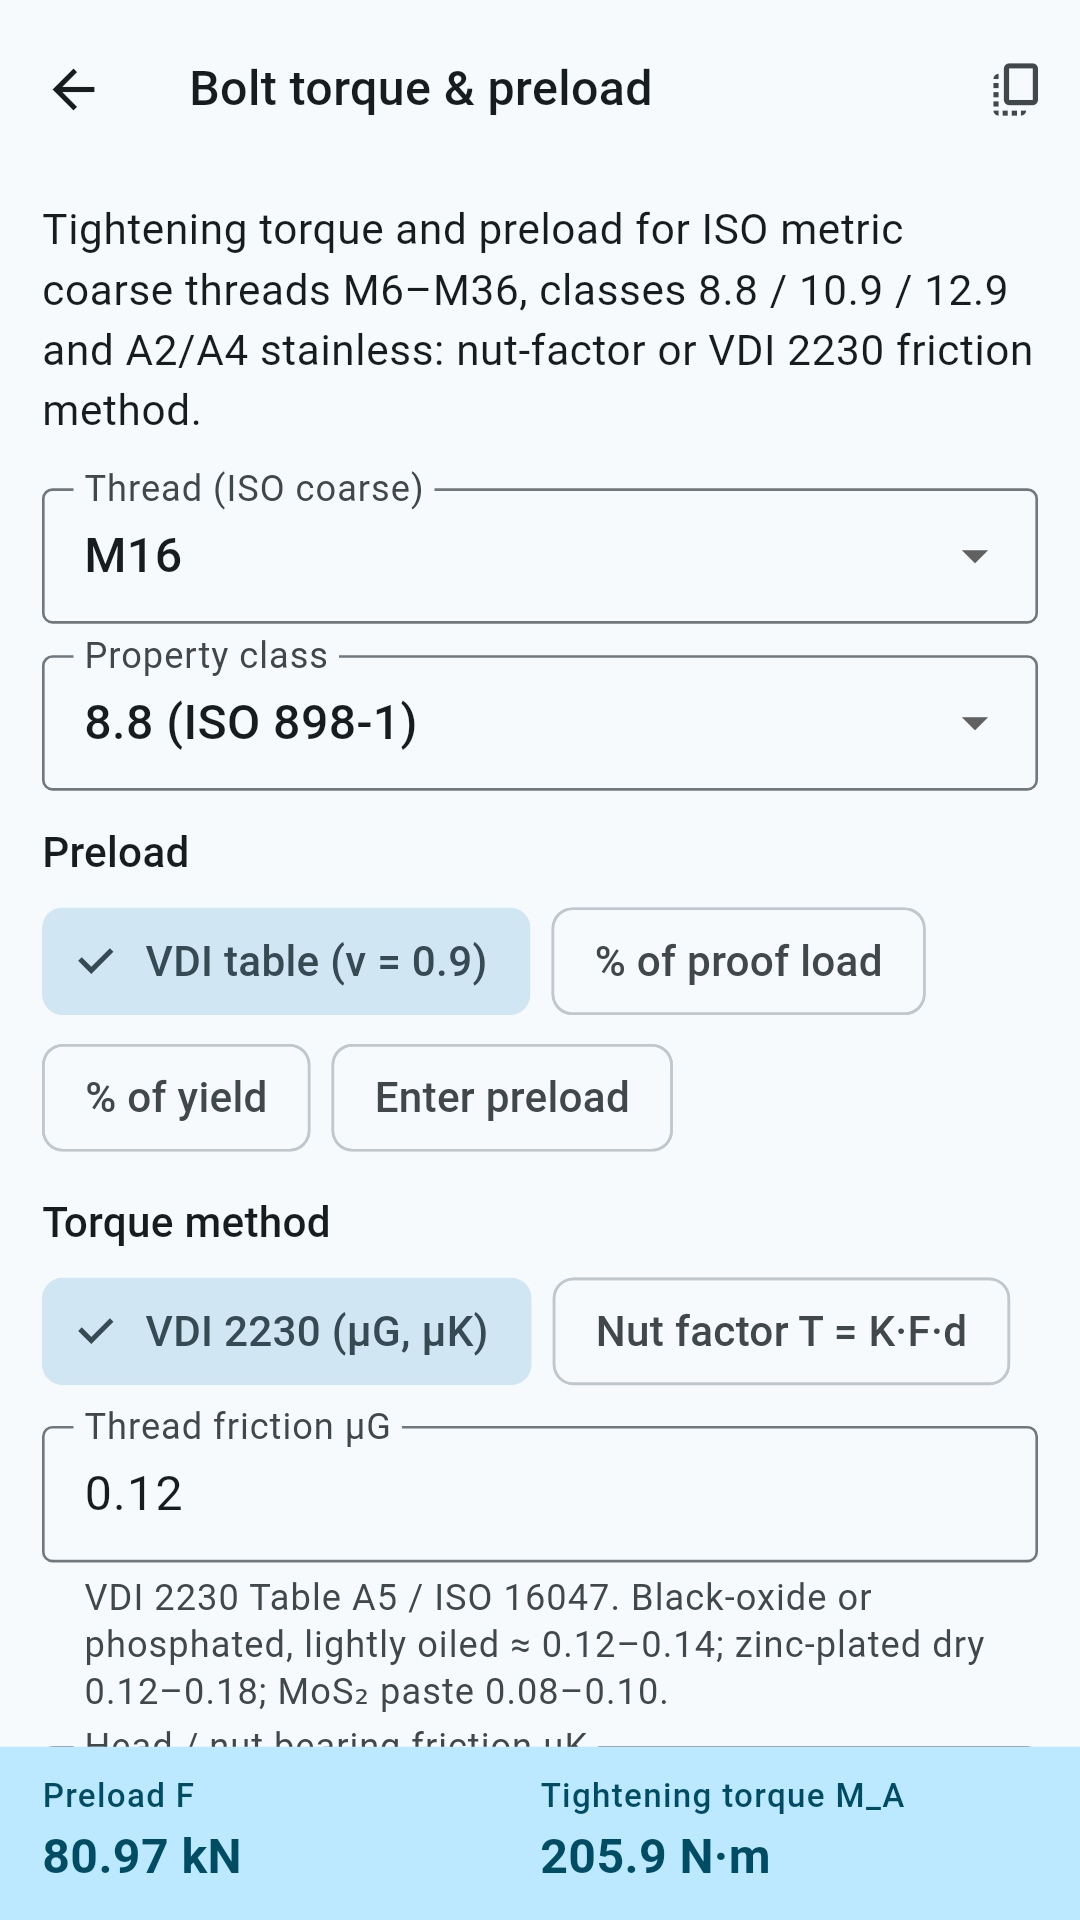 Bolt torque & preload
Tightening torque and preload for ISO metric
coarse threads M6–M36, classes 8.8 / 10.9 / 12.9
and A2/A4 stainless: nut-factor or VDI 2230 friction
method.
Thread (ISO coarse)
M16
Property class
8.8 (ISO 898-1)
Preload
VDI table (ν = 0.9)
% of proof load
% of yield
Enter preload
Torque method
VDI 2230 (µG, µK)
Nut factor T = K·F·d
Thread friction µG
0.12
VDI 2230 Table A5 / ISO 16047. Black-oxide or
phosphated, lightly oiled ≈ 0.12–0.14; zinc-plated dry
0.12–0.18; MoS₂ paste 0.08–0.10.
Head / nut bearing friction µK
Preload F
80.97 kN
Tightening torque M_A
205.9 N·m